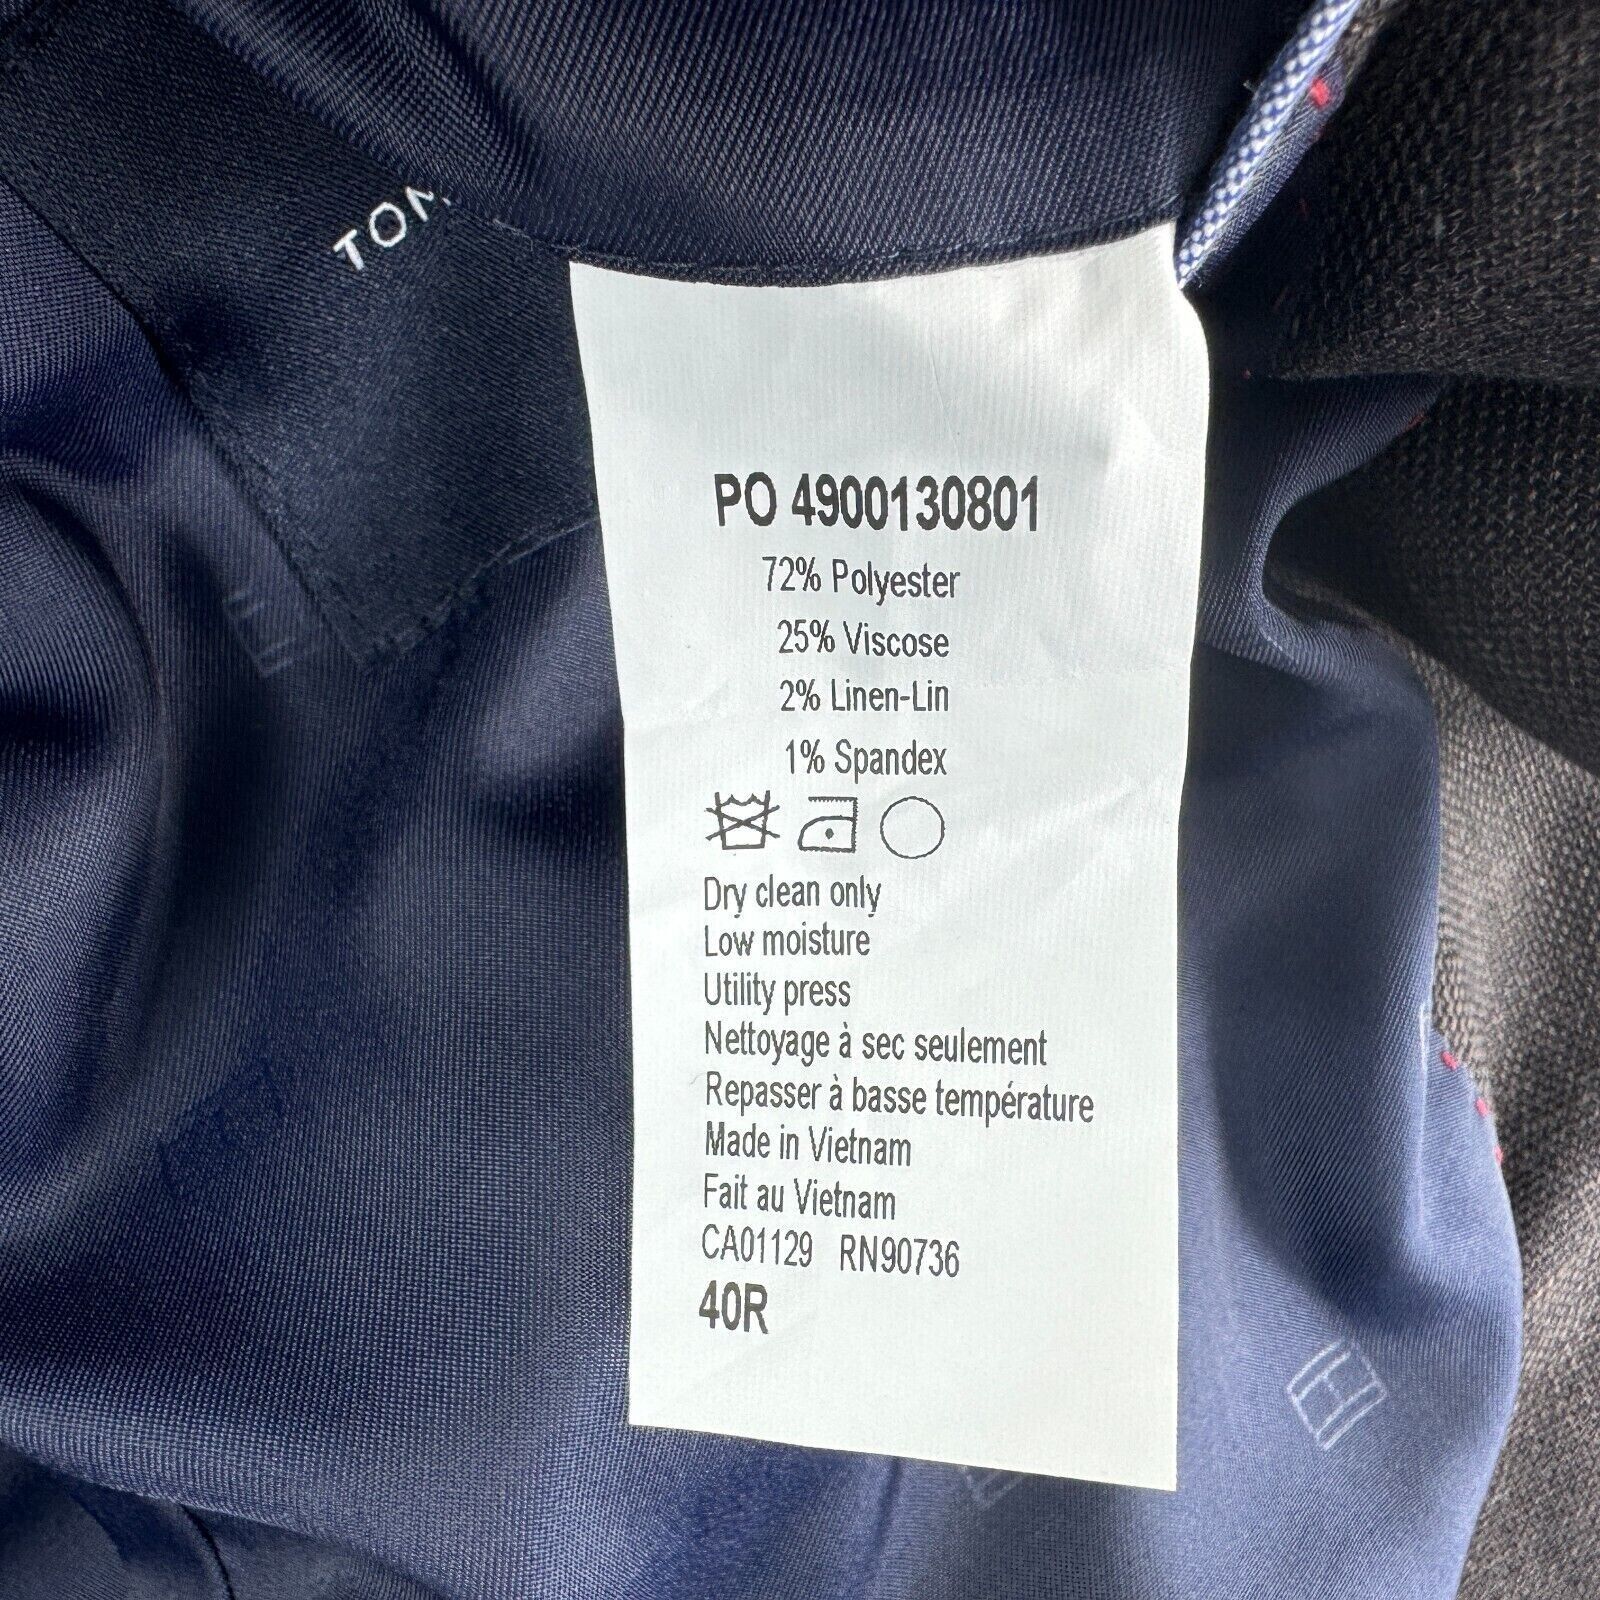 TOM
PO 4900130801
72% Polyester
25% Viscose
2% Linen-Lin
1% Spandex
Dry clean only
Low moisture
Utility press
Nettoyage à sec seulement
Repasser à basse température
Made in Vietnam
Fait au Vietnam
CA01129 RN90736
40R